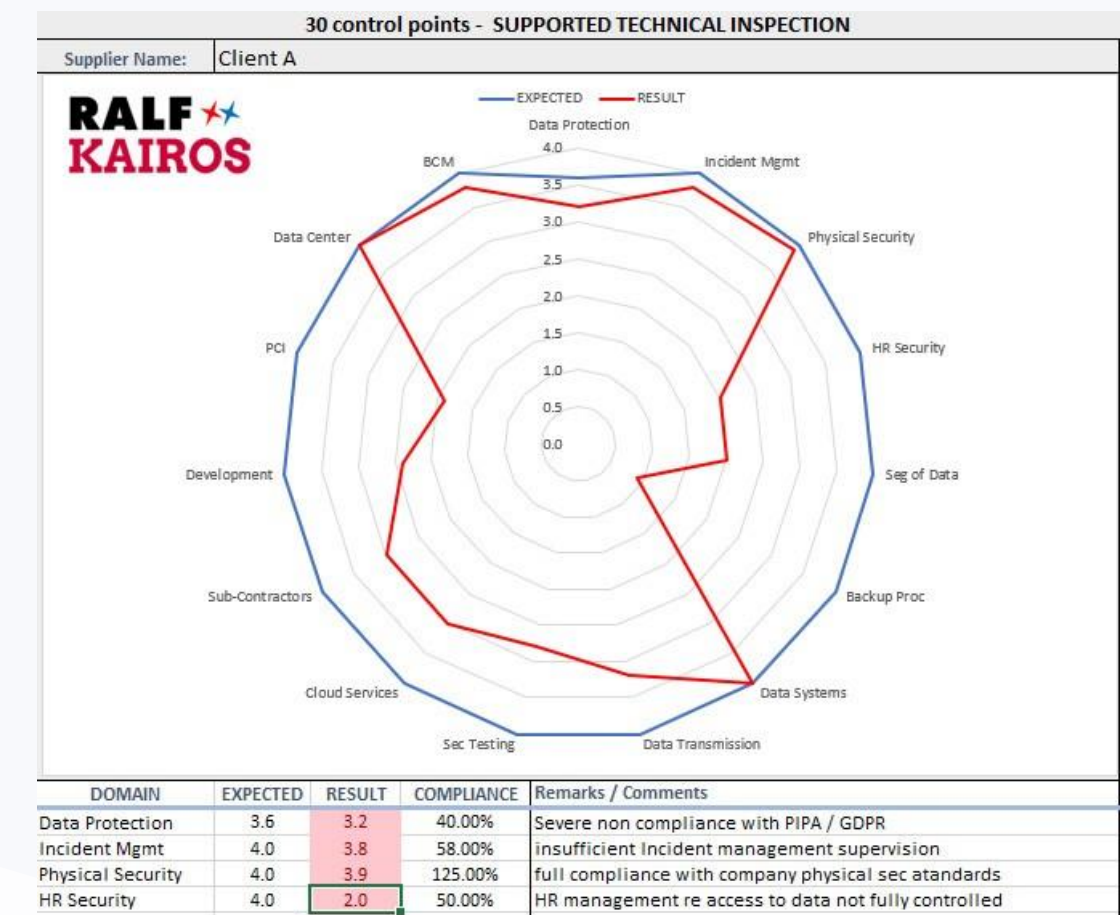 30 control points - SUPPORTED TECHNICAL INSPECTION
Supplier Name: Client A
RALF
KAIROS
EXPECTED RESULT
Data Protection
4.0
BCM
Incident Mgmt
3.5
3.0
Data Center
Physical Security
2.5
2.0
1.5
PCI
HR Security
1.0
0.5
0.0
Development
Seg of Data
Sub-Contractors
Backup Proc
Cloud Services
Data Systems
Sec Testing
Data Transmission
DOMAIN EXPECTED RESULT COMPLIANCE Remarks / Comments
Data Protection 3.6 3.2 40.00% Severe non compliance with PIPA / GDPR
Incident Mgmt 4.0 3.8 58.00% insufficient Incident management supervision
Physical Security 4.0 3.9 125.00% full compliance with company physical sec atandards
HR Security 4.0 2.0 50.00% HR management re access to data not fully controlled